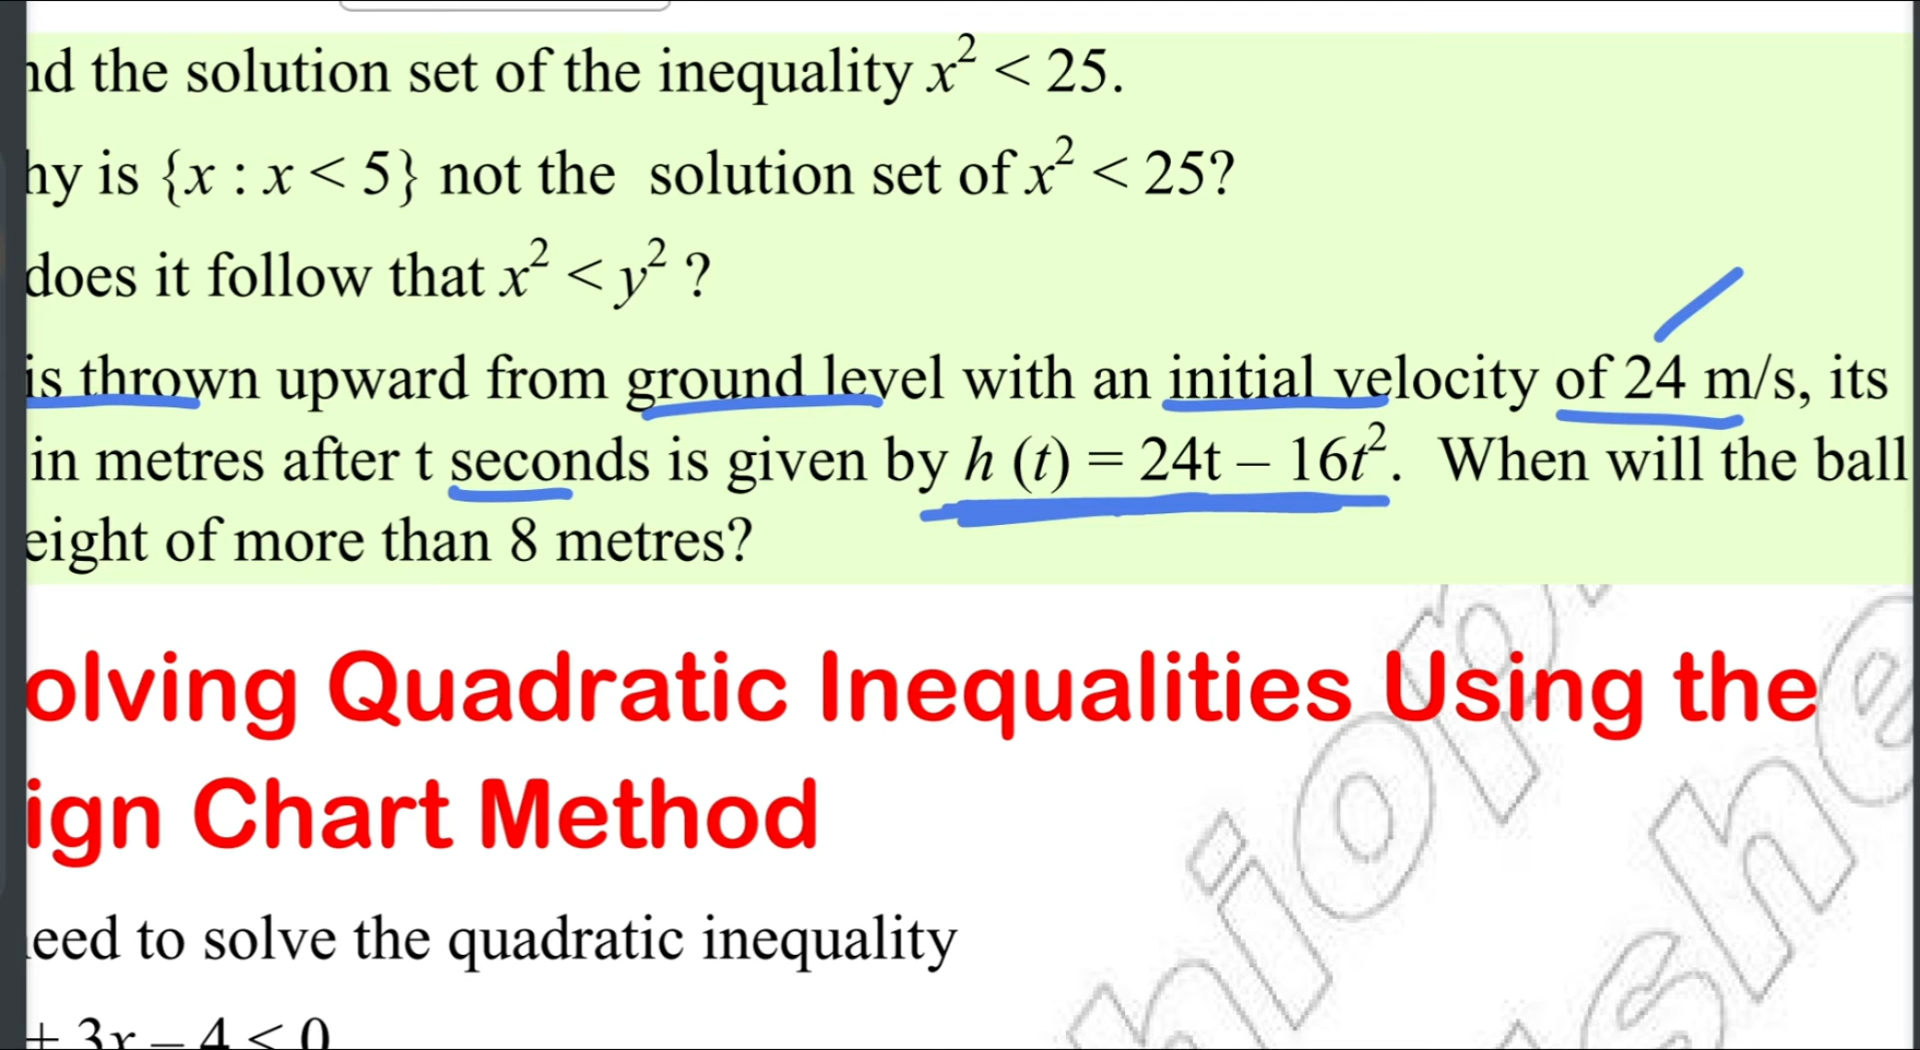 nd the solution set of the inequality x² < 25.
hy is {x : x < 5} not the solution set of x² < 25?
does it follow that x² < y² ?
is thrown upward from ground level with an initial velocity of 24 m/s, its
in metres after t seconds is given by h (t) = 24t – 16t². When will the ball
eight of more than 8 metres?
olving Quadratic Inequalities Using the
ign Chart Method
eed to solve the quadratic inequality
+ 3x – 4 < 0